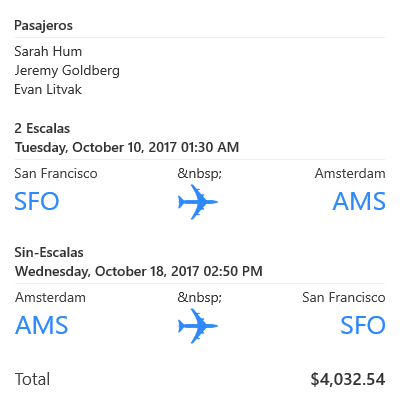 Pasajeros
Sarah Hum
Jeremy Goldberg
Evan Litvak
2 Escalas
Tuesday, October 10, 2017 01:30 AM
San Francisco &nbsp; Amsterdam
SFO AMS
Sin-Escalas
Wednesday, October 18, 2017 02:50 PM
Amsterdam &nbsp; San Francisco
AMS SFO
Total $4,032.54